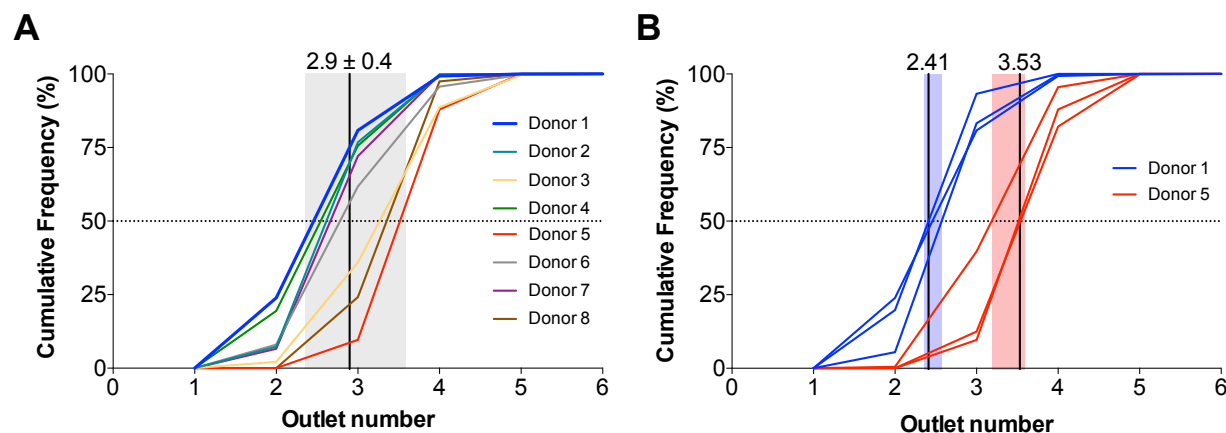 A
2.9 ± 0.4
Cumulative Frequency (%)
100
75
50
25
0
0 1 2 3 4 5 6
Outlet number
Donor 1
Donor 2
Donor 3
Donor 4
Donor 5
Donor 6
Donor 7
Donor 8
B
2.41 3.53
Cumulative Frequency (%)
100
75
50
25
0
0 1 2 3 4 5 6
Outlet number
Donor 1
Donor 5